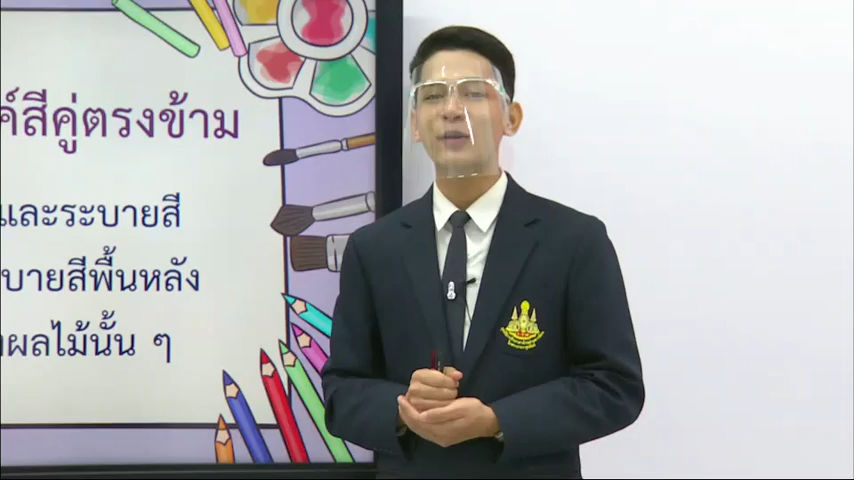 ค์สีคู่ตรงข้าม
และระบายสี
บายสีพื้นหลัง
ผลไม้นั้น ๆ